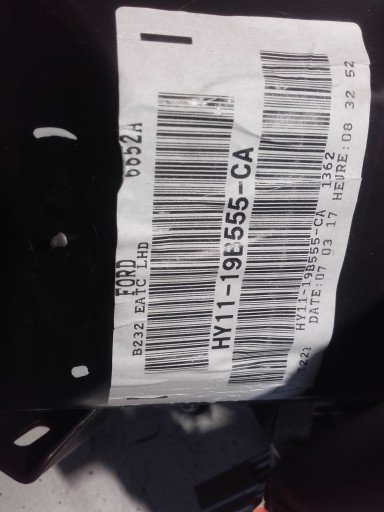 FORD 6652A
B232 EATC LHD
HY11-19B555-CA
HY11-19B555-CA 1362
DATE:07 03 17 HEURE:08 32 52